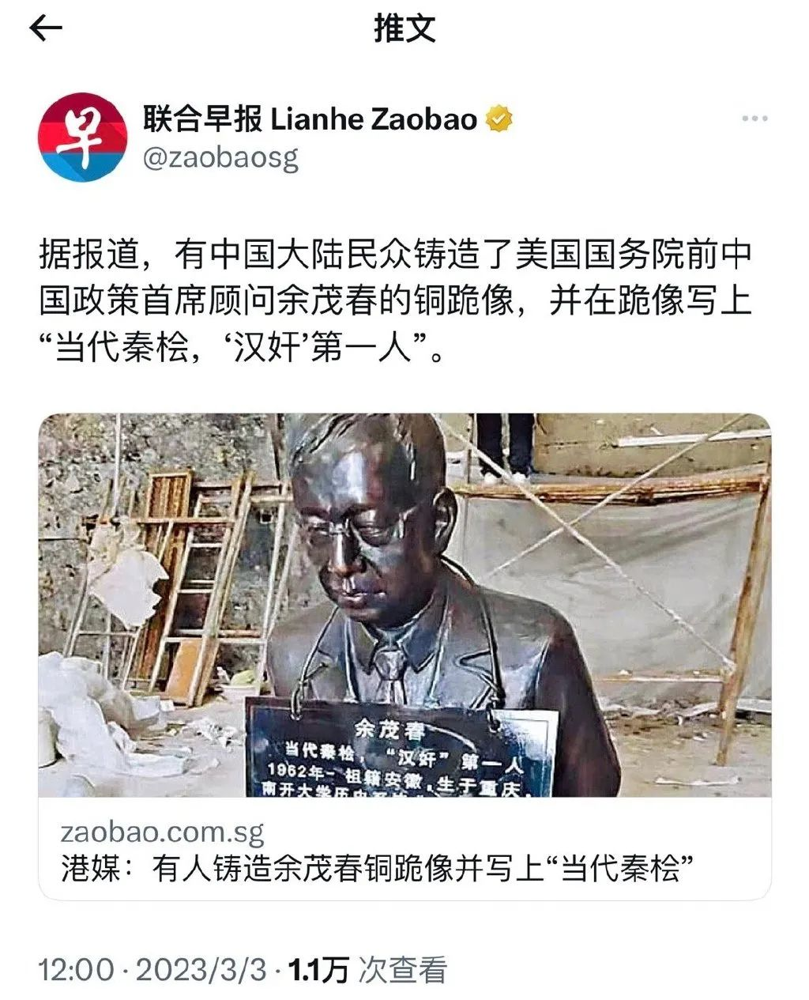 推文
联合早报 Lianhe Zaobao
@zaobaosg
据报道，有中国大陆民众铸造了美国国务院前中
国政策首席顾问余茂春的铜跪像，并在跪像写上
“当代秦桧，‘汉奸’第一人”。
余茂春
当代秦桧，“汉奸”第一人
1962年-祖籍安徽，生于重庆，
南开大学历史
zaobao.com.sg
港媒：有人铸造余茂春铜跪像并写上“当代秦桧”
12:00 · 2023/3/3 · 1.1万 次查看